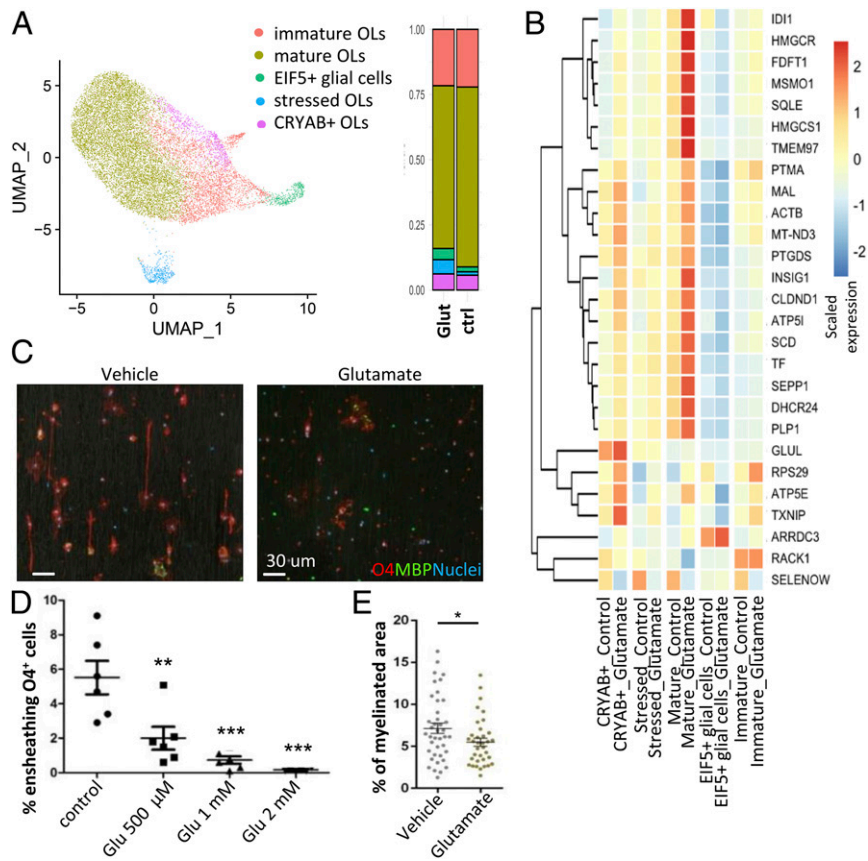 A
immature OLs
mature OLs
EIF5+ glial cells
stressed OLs
CRYAB+ OLs
UMAP_2
5
0
−5
−5
0
5
10
UMAP_1
1.00
0.75
0.50
0.25
0.00
Glut
ctrl
B
IDI1
HMGCR
FDFT1
MSMO1
SQLE
HMGCS1
TMEM97
PTMA
MAL
ACTB
MT-ND3
PTGDS
INSIG1
CLDND1
ATP5I
SCD
TF
SEPP1
DHCR24
PLP1
GLUL
RPS29
ATP5E
TXNIP
ARRDC3
RACK1
SELENOW
2
1
0
-1
-2
Scaled
expression
CRYAB+_Control
CRYAB+_Glutamate
Stressed_Control
Stressed_Glutamate
Mature_Control
Mature_Glutamate
EIF5+ glial cells_Control
EIF5+ glial cells_Glutamate
Immature_Control
Immature_Glutamate
C
Vehicle
Glutamate
30 um
O4MBPNuclei
D
% ensheathing O4+ cells
10
8
6
4
2
0
**
***
***
control
Glu 500 µM
Glu 1 mM
Glu 2 mM
E
% of myelinated area
20
15
10
5
0
*
Vehicle
Glutamate